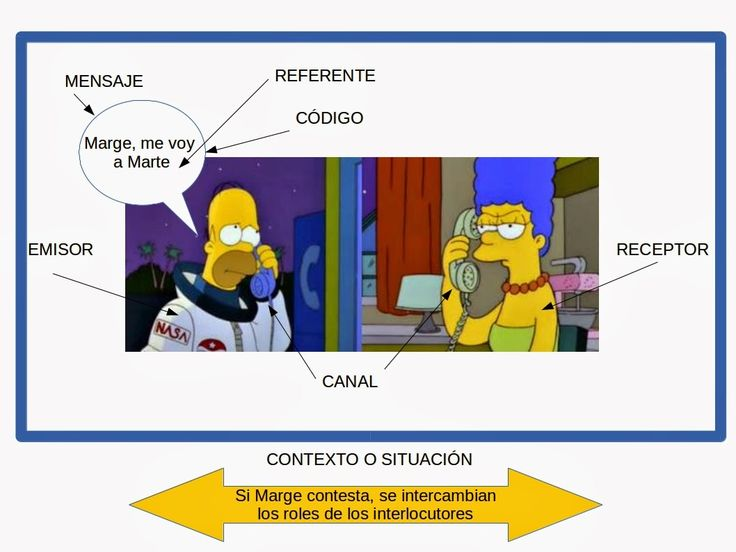 MENSAJE
REFERENTE
CÓDIGO
Marge, me voy
a Marte
EMISOR
RECEPTOR
NASA
CANAL
CONTEXTO O SITUACIÓN
Si Marge contesta, se intercambian
los roles de los interlocutores